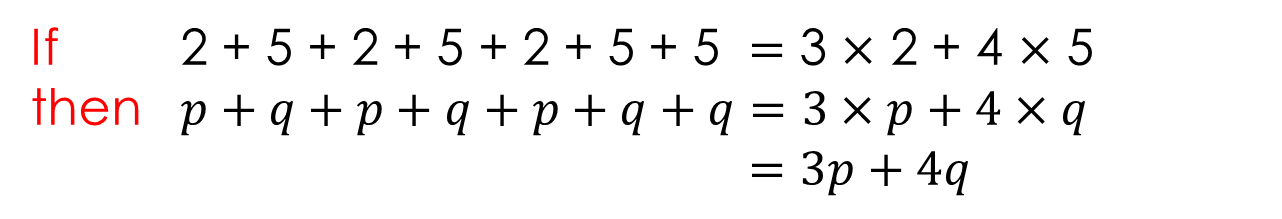 If 2 + 5 + 2 + 5 + 2 + 5 + 5 = 3 × 2 + 4 × 5
then p + q + p + q + p + q + q = 3 × p + 4 × q
= 3p + 4q